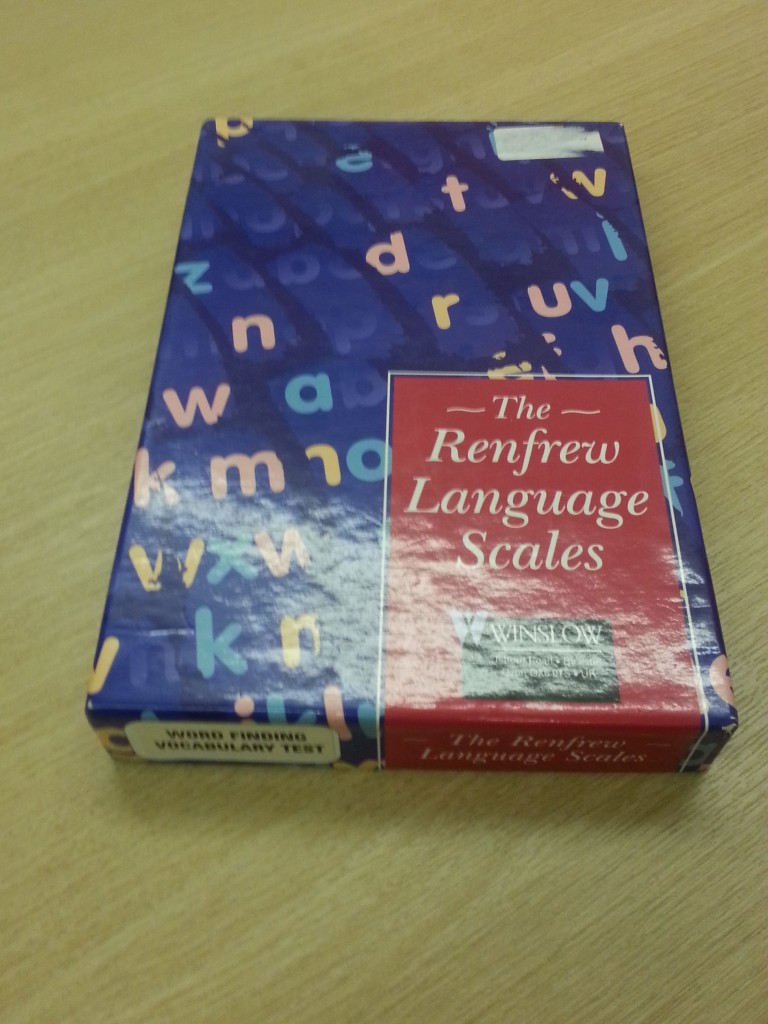 The
Renfrew
Language
Scales
WINSLOW
WORD FINDING
VOCABULARY TEST
The Renfrew
Language Scales